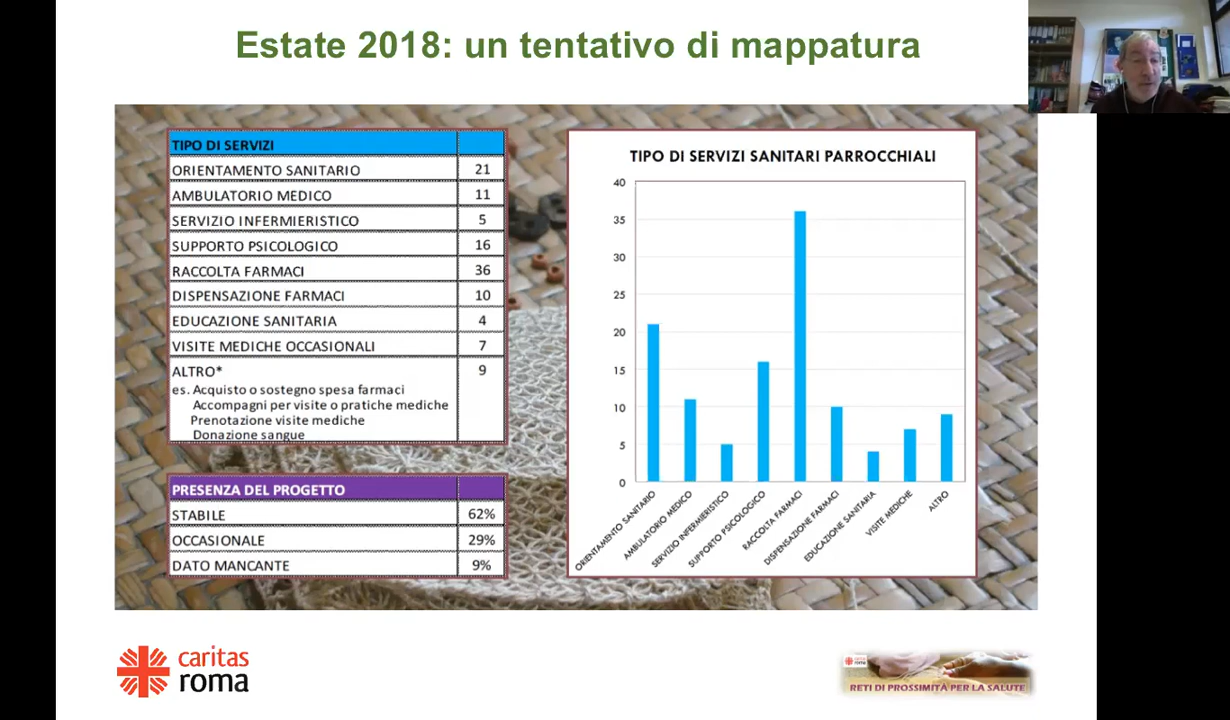 Estate 2018: un tentativo di mappatura
TIPO DI SERVIZI
ORIENTAMENTO SANITARIO 21
AMBULATORIO MEDICO 11
SERVIZIO INFERMIERISTICO 5
SUPPORTO PSICOLOGICO 16
RACCOLTA FARMACI 36
DISPENSAZIONE FARMACI 10
EDUCAZIONE SANITARIA 4
VISITE MEDICHE OCCASIONALI 7
ALTRO* 9
es. Acquisto o sostegno spesa farmaci
Accompagni per visite o pratiche mediche
Prenotazione visite mediche
Donazione sangue
PRESENZA DEL PROGETTO
STABILE 62%
OCCASIONALE 29%
DATO MANCANTE 9%
TIPO DI SERVIZI SANITARI PARROCCHIALI
40
35
30
25
20
15
10
5
0
ORIENTAMENTO SANITARIO
AMBULATORIO MEDICO
SERVIZIO INFERMIERISTICO
SUPPORTO PSICOLOGICO
RACCOLTA FARMACI
DISPENSAZIONE FARMACI
EDUCAZIONE SANITARIA
VISITE MEDICHE
ALTRO
caritas
roma
caritas
roma
RETI DI PROSSIMITÀ PER LA SALUTE